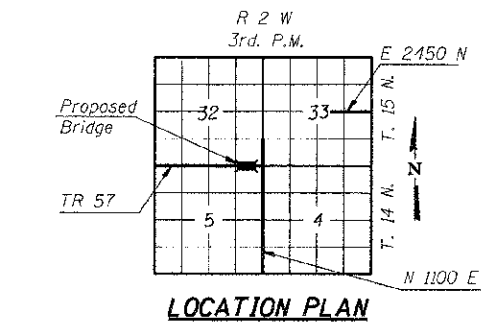 R 2 W
3rd. P.M.
E 2450 N
Proposed
Bridge
32
33
T. 15 N.
N
TR 57
5
4
T. 14 N.
N 1100 E
LOCATION PLAN